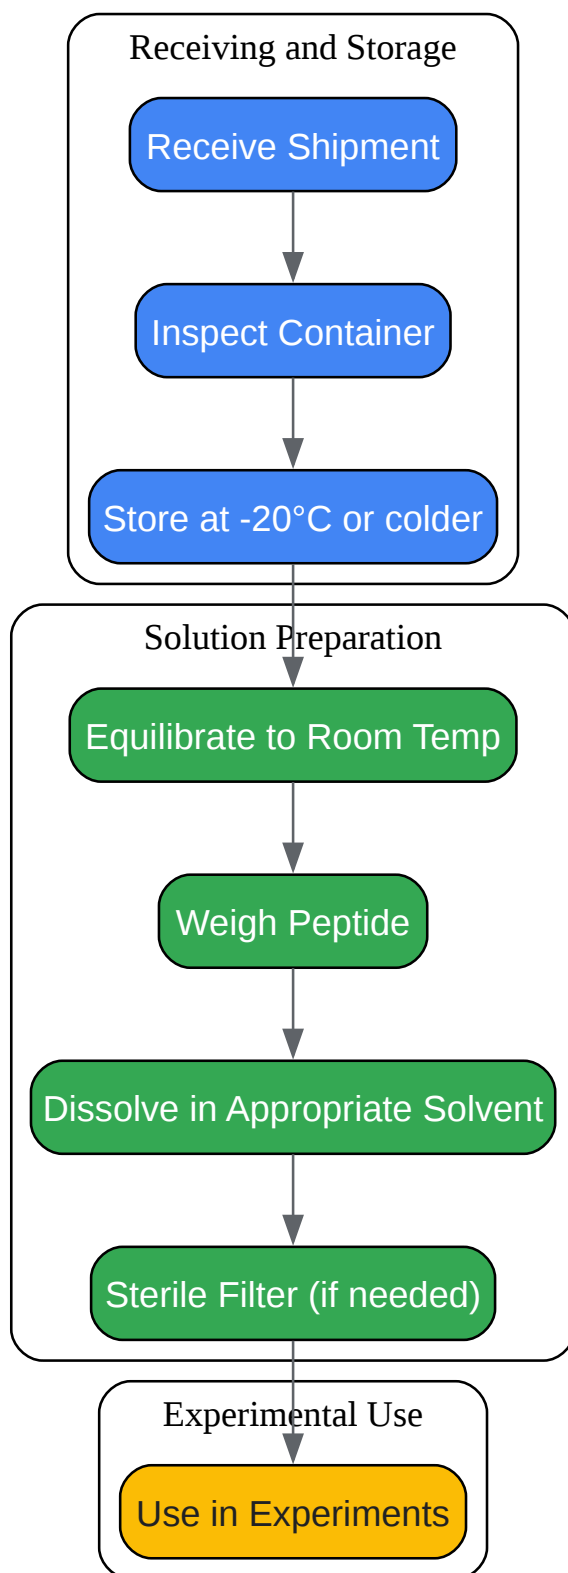 Receiving and Storage
Receive Shipment
Inspect Container
Store at -20°C or colder
Solution Preparation
Equilibrate to Room Temp
Weigh Peptide
Dissolve in Appropriate Solvent
Sterile Filter (if needed)
Experimental Use
Use in Experiments